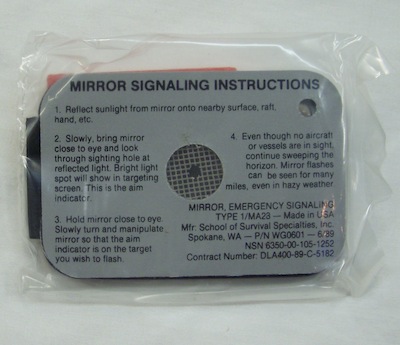 MIRROR SIGNALING INSTRUCTIONS
1. Reflect sunlight from mirror onto nearby surface, raft,
hand, etc.
2. Slowly, bring mirror
close to eye and look
through sighting hole at
reflected light. Bright light
spot will show in targeting
screen. This is the aim
indicator.
3. Hold mirror close to eye.
Slowly turn and manipulate
mirror so that the aim
indicator is on the target
you wish to flash.
4. Even though no aircraft
or vessels are in sight,
continue sweeping the
horizon. Mirror flashes
can be seen for many
miles, even in hazy weather
MIRROR, EMERGENCY SIGNALING
TYPE 1/MA23 — Made in USA
Mfr. School of Survival Specialties, Inc.
Spokane, WA — P/N WG0601 — 6/89
NSN 6350-00-105-1252
Contract Number: DLA400-89-C-5182